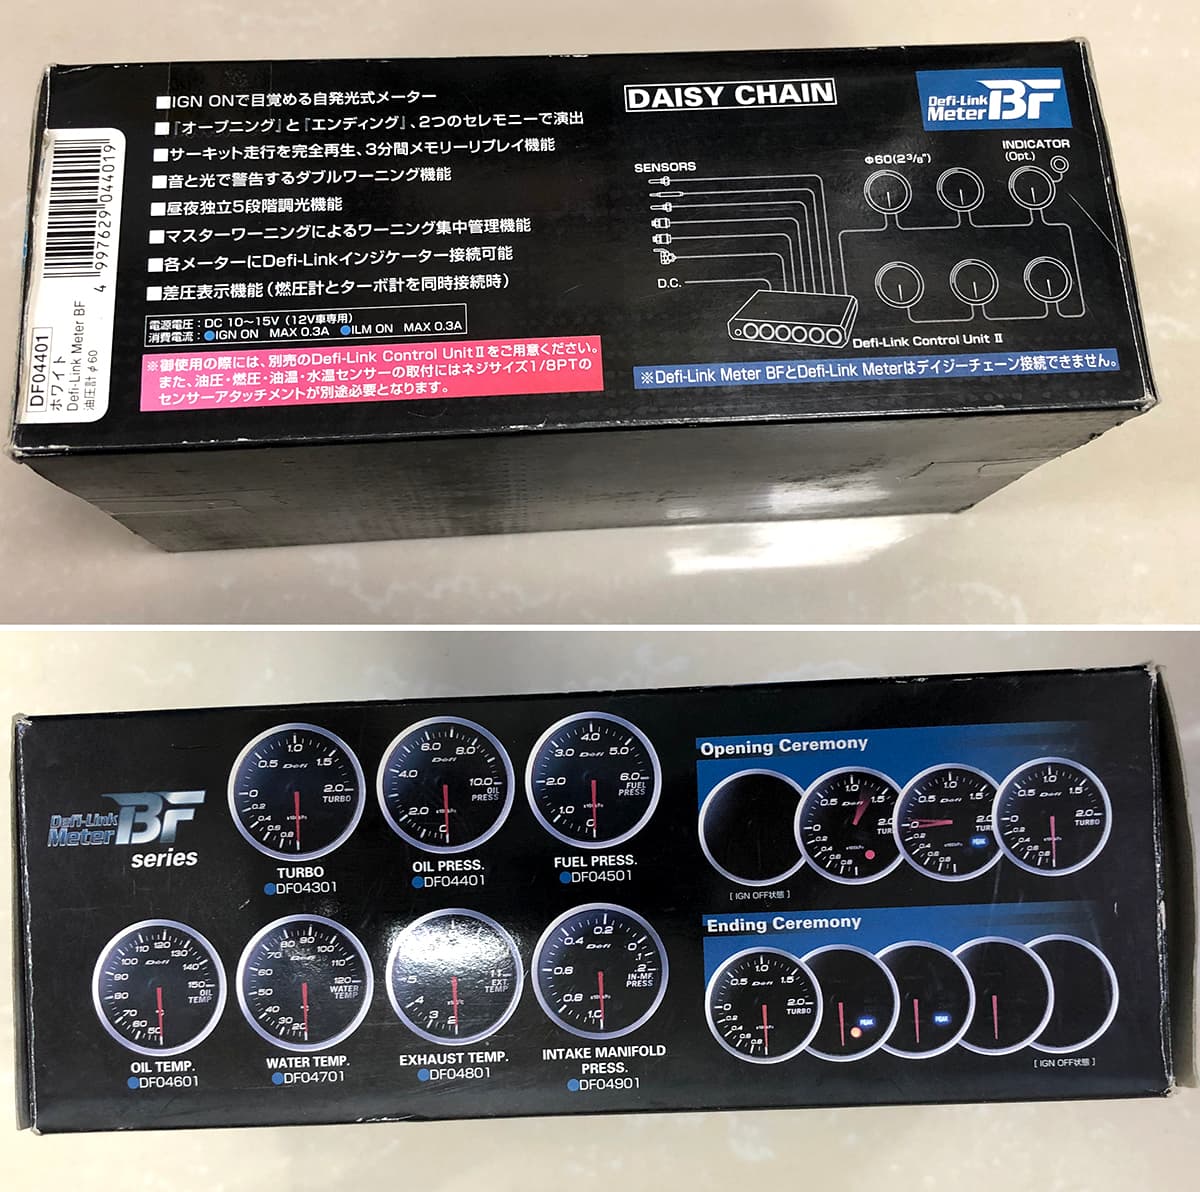 ■IGN ONで目覚める自発光式メーター
■『オープニング』と『エンディング』、2つのセレモニーで演出
■サーキット走行を完全再生、3分間メモリーリプレイ機能
■音と光で警告するダブルワーニング機能
■昼夜独立5段階調光機能
■マスターワーニングによるワーニング集中管理機能
■各メーターにDefi-Linkインジケーター接続可能
■差圧表示機能(燃圧計とターボ計を同時接続時)
電源電圧:DC 10~15V (12V車専用)
消費電流:●IGN ON MAX 0.3A ●ILM ON MAX 0.3A
※御使用の際には、別売のDefi-Link Control UnitⅡをご用意ください。
また、油圧・燃圧・油温・水温センサーの取付にはネジサイズ1/8PTの
センサーアタッチメントが別途必要となります。
4 997629 044019
DF04401
ホワイト
Defi-Link Meter BF
油圧計 φ60
DAISY CHAIN
Defi-Link
Meter BF
SENSORS
D.C.
Φ60(2 3/8")
INDICATOR
(Opt.)
Defi-Link Control Unit Ⅱ
※Defi-Link Meter BFとDefi-Link Meterはデイジーチェーン接続できません。
Defi-Link
Meter BF
series
TURBO
●DF04301
OIL PRESS.
●DF04401
FUEL PRESS.
●DF04501
OIL TEMP.
●DF04601
WATER TEMP.
●DF04701
EXHAUST TEMP.
●DF04801
INTAKE MANIFOLD
PRESS.
●DF04901
Opening Ceremony
[ IGN OFF状態 ]
Ending Ceremony
[ IGN OFF状態 ]